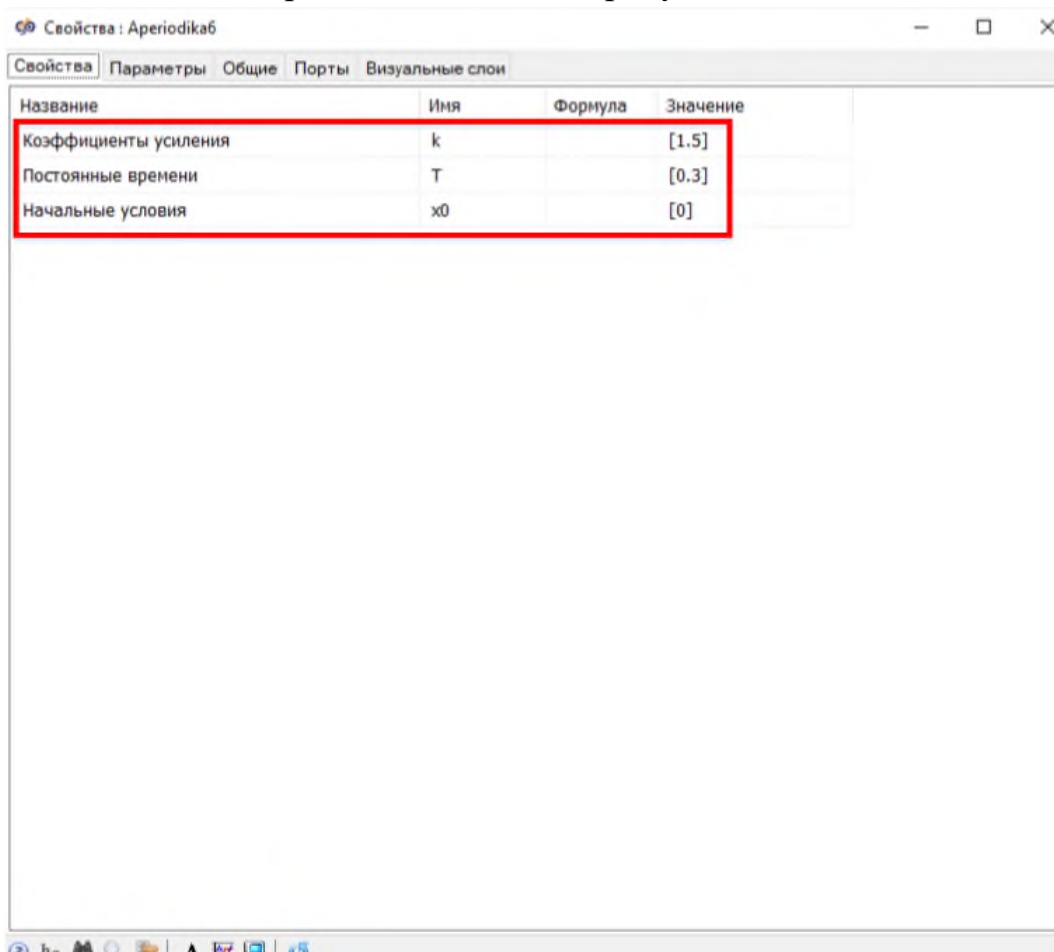 Свойства : Aperiodika6
Свойства Параметры Общие Порты Визуальные слои
Название Имя Формула Значение
Коэффициенты усиления k [1.5]
Постоянные времени T [0.3]
Начальные условия x0 [0]